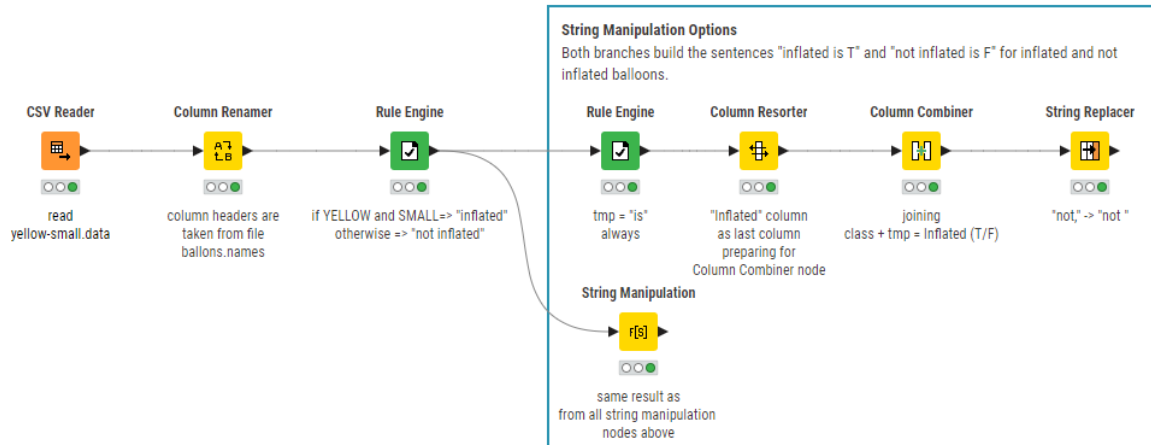 String Manipulation Options
Both branches build the sentences "inflated is T" and "not inflated is F" for inflated and not
inflated balloons.
CSV Reader
Column Renamer
Rule Engine
Rule Engine
Column Resorter
Column Combiner
String Replacer
A
B
read
yellow-small.data
column headers are
taken from file
ballons.names
if YELLOW and SMALL=> "inflated"
otherwise => "not inflated"
tmp = "is"
always
"Inflated" column
as last column
preparing for
Column Combiner node
joining
class + tmp = Inflated (T/F)
"not," -> "not "
String Manipulation
F[S]
same result as
from all string manipulation
nodes above